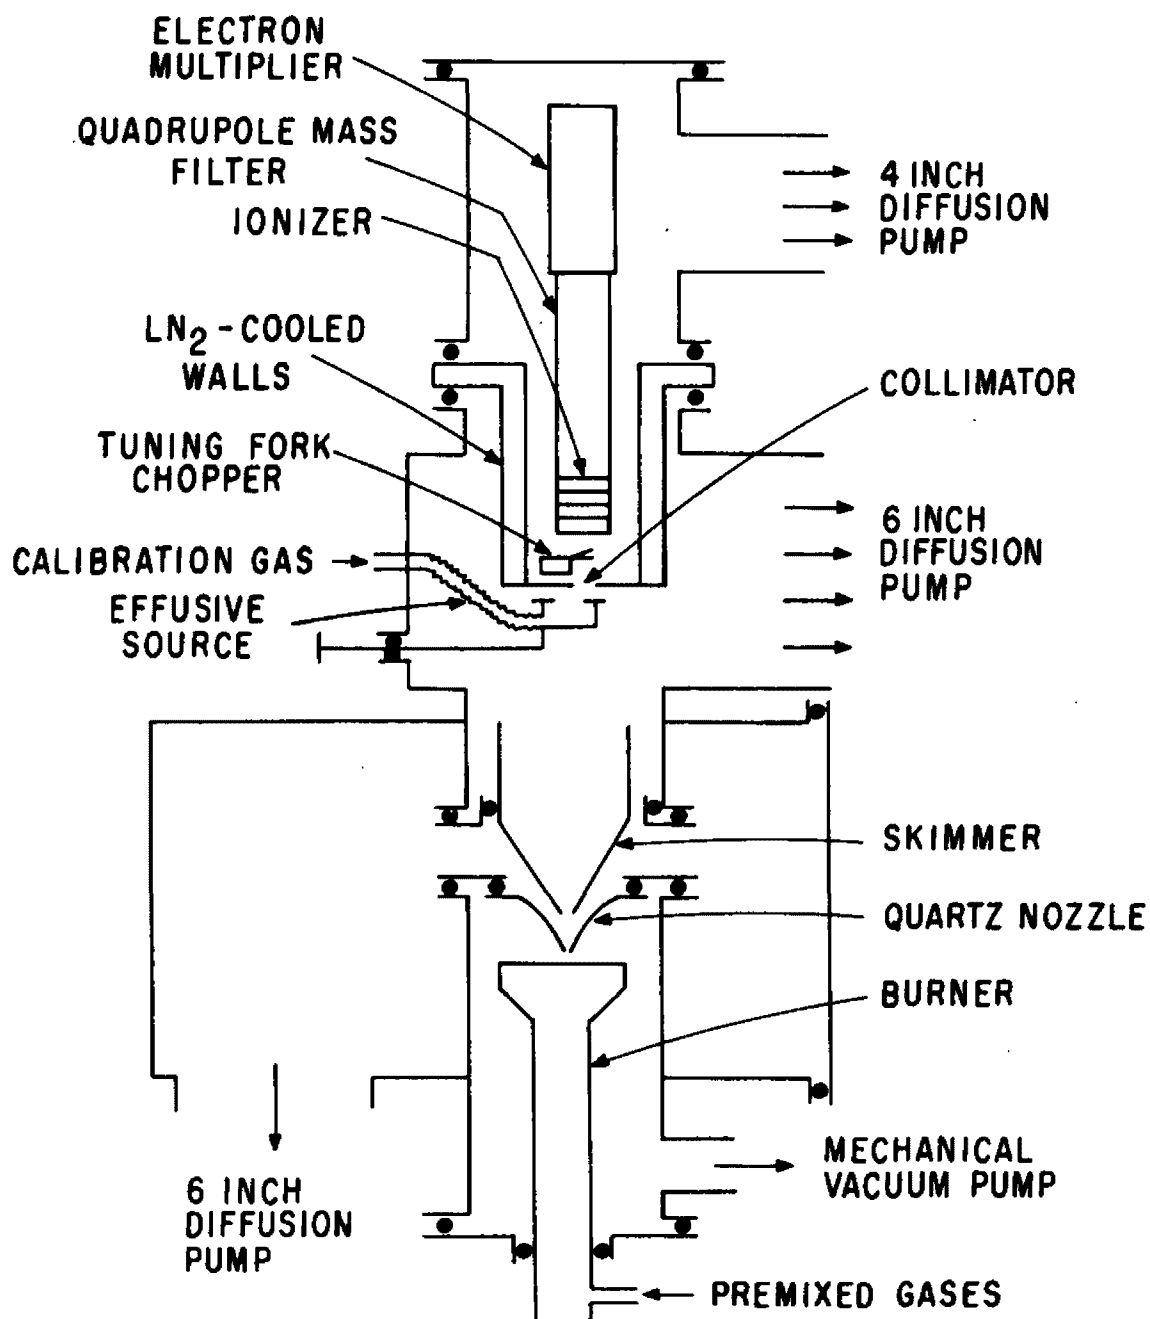 ELECTRON
MULTIPLIER
QUADRUPOLE MASS
FILTER
IONIZER
LN2-COOLED
WALLS
TUNING FORK
CHOPPER
CALIBRATION GAS
EFFUSIVE
SOURCE
4 INCH
DIFFUSION
PUMP
COLLIMATOR
6 INCH
DIFFUSION
PUMP
SKIMMER
QUARTZ NOZZLE
BURNER
MECHANICAL
VACUUM PUMP
6 INCH
DIFFUSION
PUMP
PREMIXED GASES